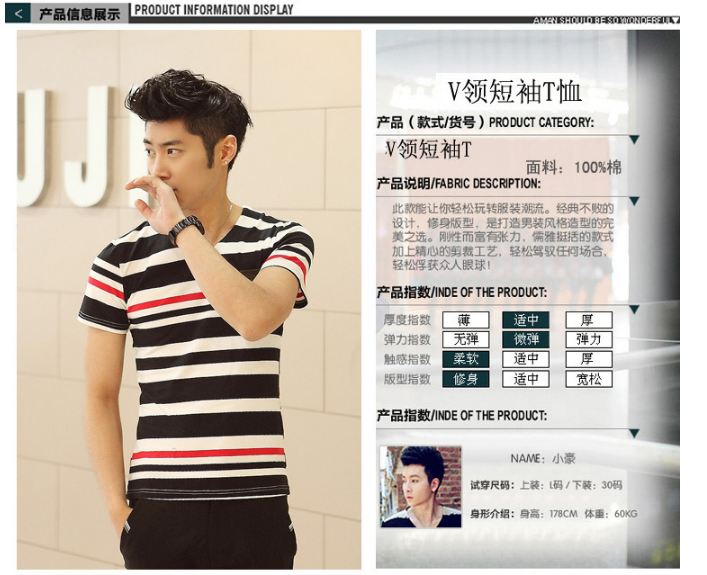 < 产品信息展示 PRODUCT INFORMATION DISPLAY
A MAN SHOULD BE SO WONDERFUL
UJ
V领短袖T恤
产品（款式/货号）PRODUCT CATEGORY:
V领短袖T
面料：100%棉
产品说明/FABRIC DESCRIPTION:
此款能让你轻松玩转服装潮流。经典不败的
设计，修身版型，是打造男装风格造型的完
美之选。刚性而富有张力，儒雅挺括的款式
加上精心的剪裁工艺，轻松驾驭任何场合，
轻松俘获众人眼球！
产品指数/INDE OF THE PRODUCT:
厚度指数 薄 适中 厚
弹力指数 无弹 微弹 弹力
触感指数 柔软 适中 厚
版型指数 修身 适中 宽松
产品指数/INDE OF THE PRODUCT:
NAME：小豪
试穿尺码：上装：L码 / 下装：30码
身形介绍：身高：178CM 体重：60KG